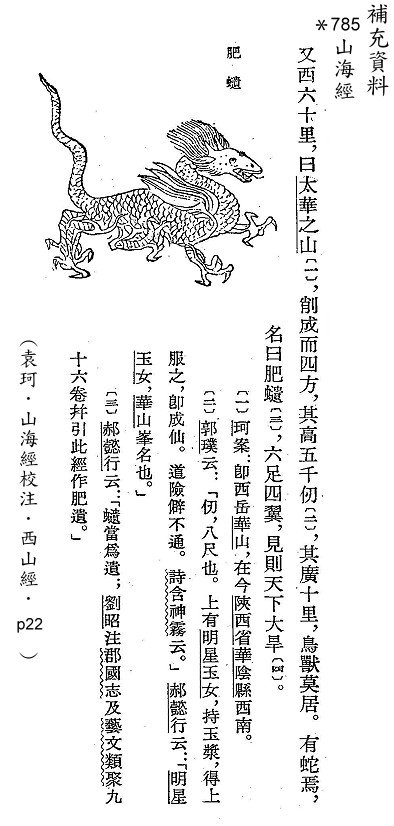 補充資料
*785
山海經
又西六十里，曰太華之山〔一〕，削成而四方，其高五千仞〔二〕，其廣十里，鳥獸莫居。有蛇焉，
名曰肥𧔥〔三〕，六足四翼，見則天下大旱〔四〕。
〔一〕珂案：卽西岳華山，在今陝西省華陰縣西南。
〔二〕郭璞云：「仞，八尺也。上有明星玉女，持玉漿，得上
服之，卽成仙。道險僻不通。詩含神霧云。」郝懿行云：「明星
玉女，華山峯名也。」
〔三〕郝懿行云：「𧔥當爲遺；劉昭注郡國志及藝文類聚九
十六卷幷引此經作肥遺。」
肥𧔥
（袁珂．山海經校注．西山經．p22）